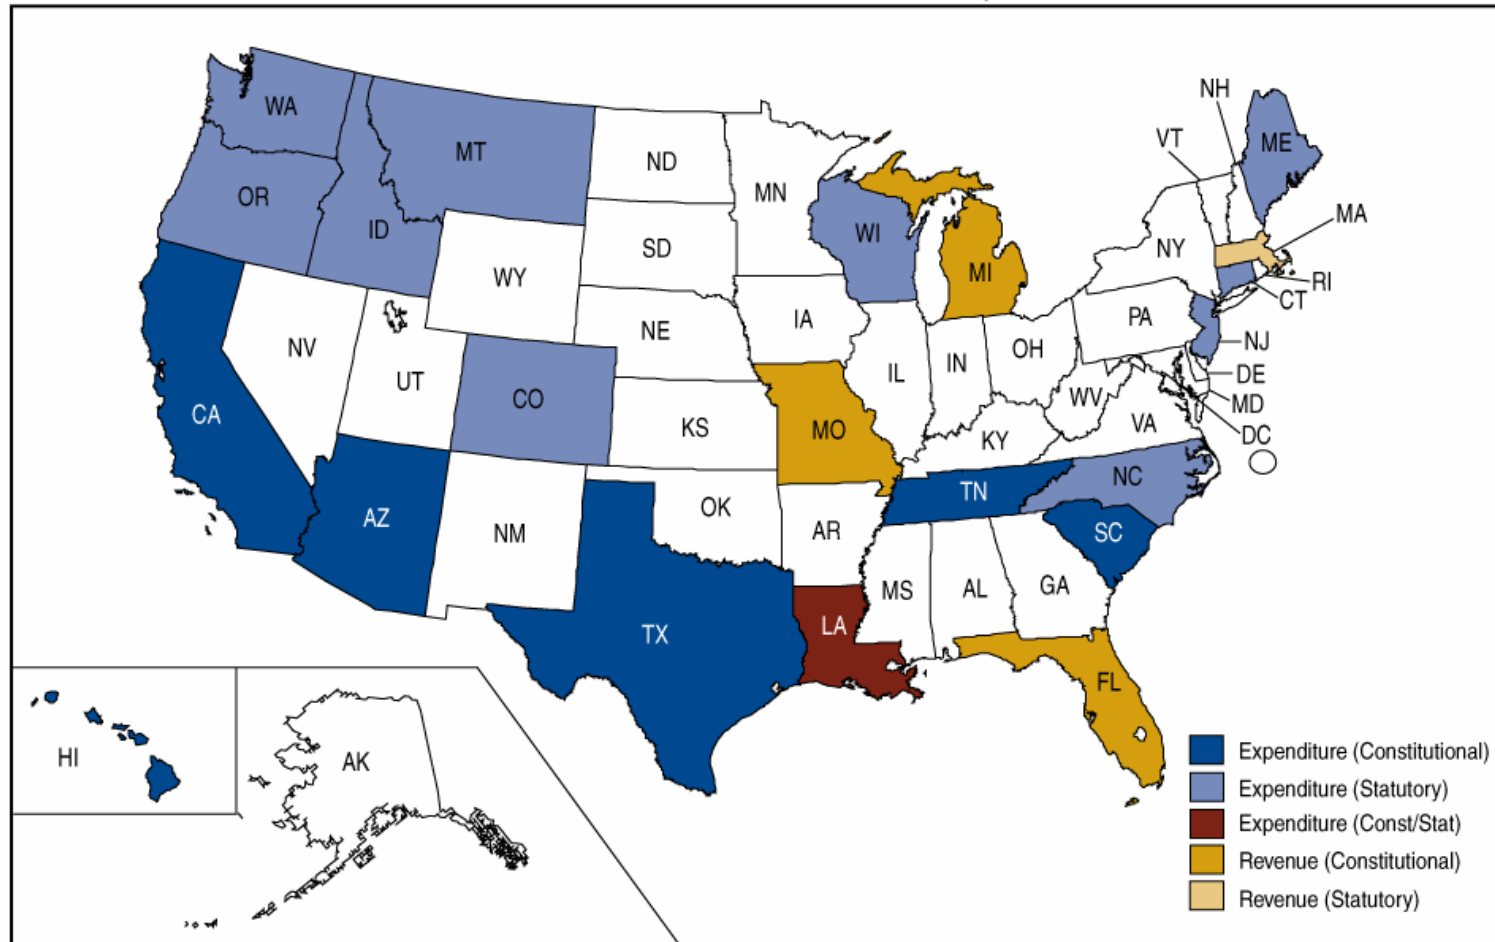 NH
WA
VT
ME
MT
ND
MN
OR
MA
ID
WI
SD
NY
MI
WY
RI
CT
PA
IA
NE
NJ
NV
OH
IN
IL
UT
DE
CO
WV
MD
CA
VA
KS
MO
DC
KY
NC
TN
OK
AZ
AR
NM
SC
GA
MS
AL
LA
TX
FL
HI
AK
Expenditure (Constitutional)
Expenditure (Statutory)
Expenditure (Const/Stat)
Revenue (Constitutional)
Revenue (Statutory)